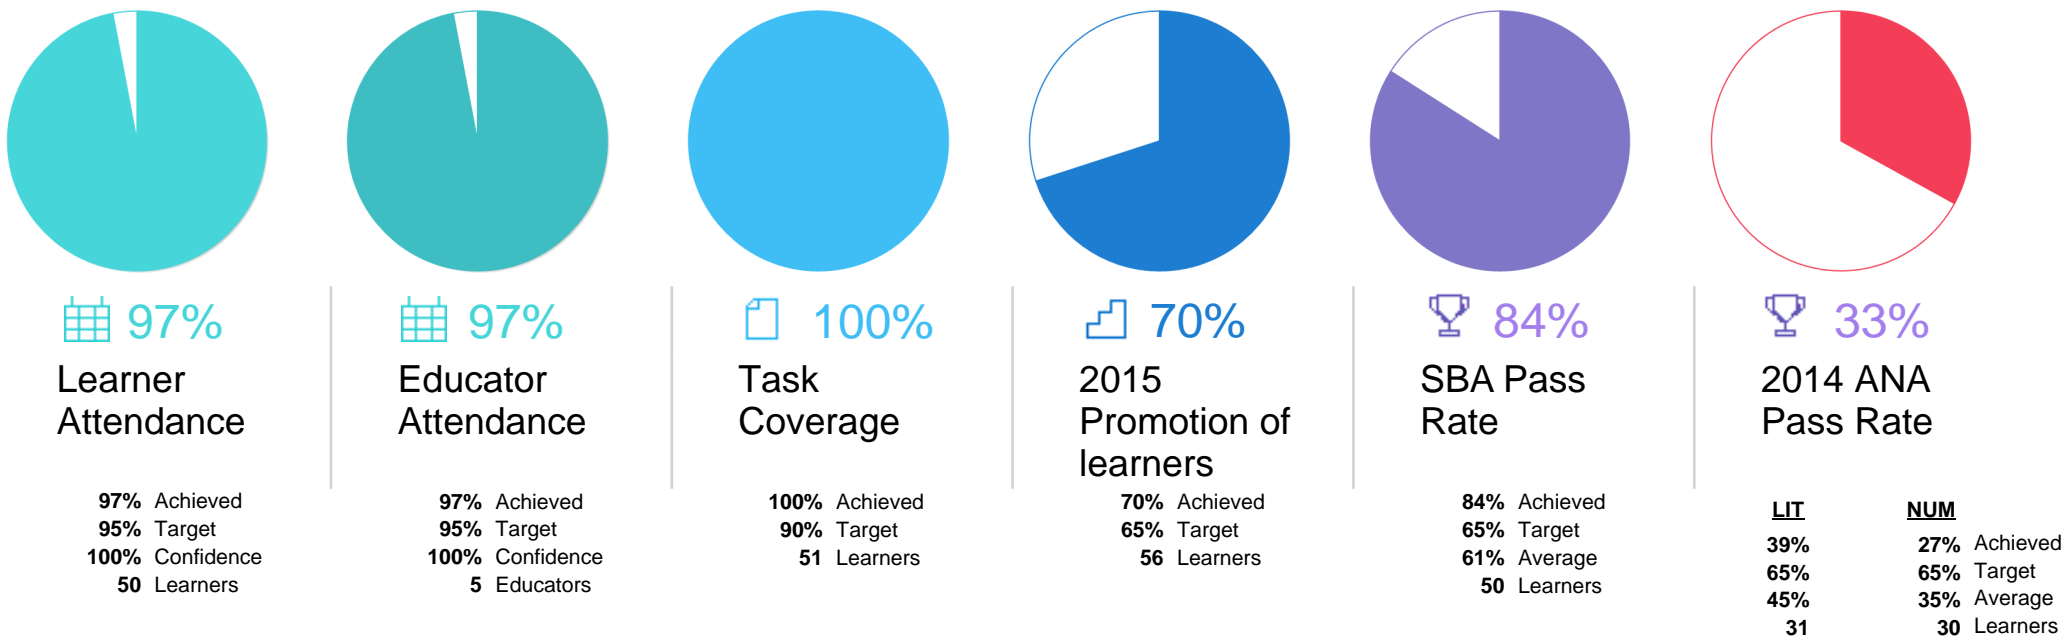 97%
Learner
Attendance
97% Achieved
95% Target
100% Confidence
50 Learners
97%
Educator
Attendance
97% Achieved
95% Target
100% Confidence
5 Educators
100%
Task
Coverage
100% Achieved
90% Target
51 Learners
70%
2015
Promotion of
learners
70% Achieved
65% Target
56 Learners
84%
SBA Pass
Rate
84% Achieved
65% Target
61% Average
50 Learners
33%
2014 ANA
Pass Rate
LIT NUM
39% 27% Achieved
65% 65% Target
45% 35% Average
31 30 Learners